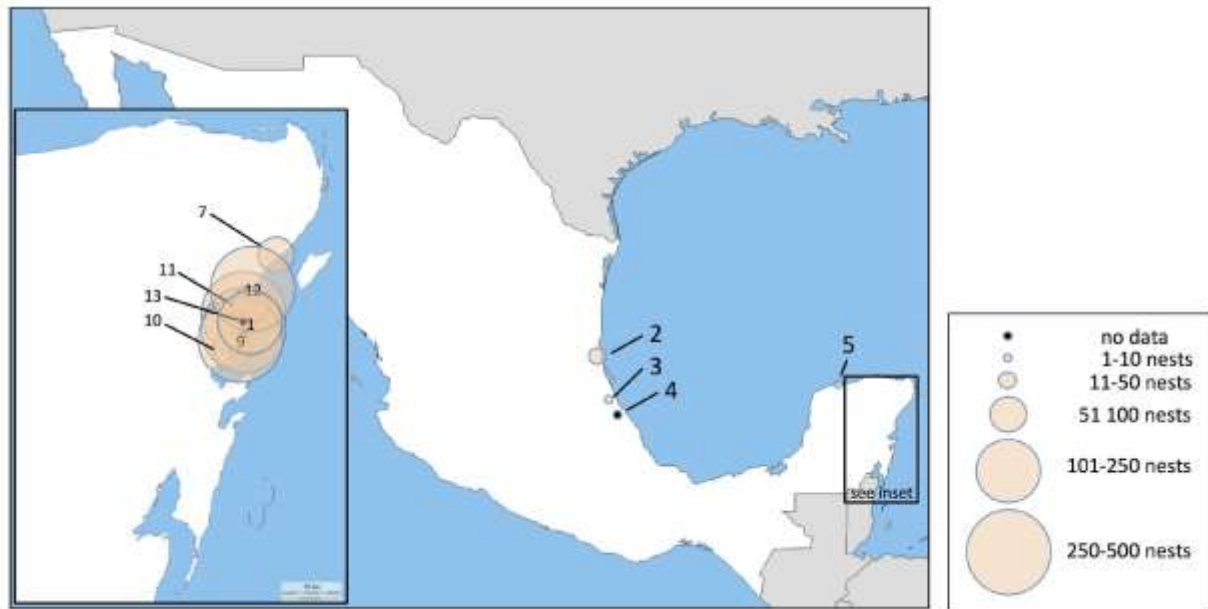 7
11
12
13
1
10
9
2
3
4
5
see inset
no data
1-10 nests
11-50 nests
51 100 nests
101-250 nests
250-500 nests